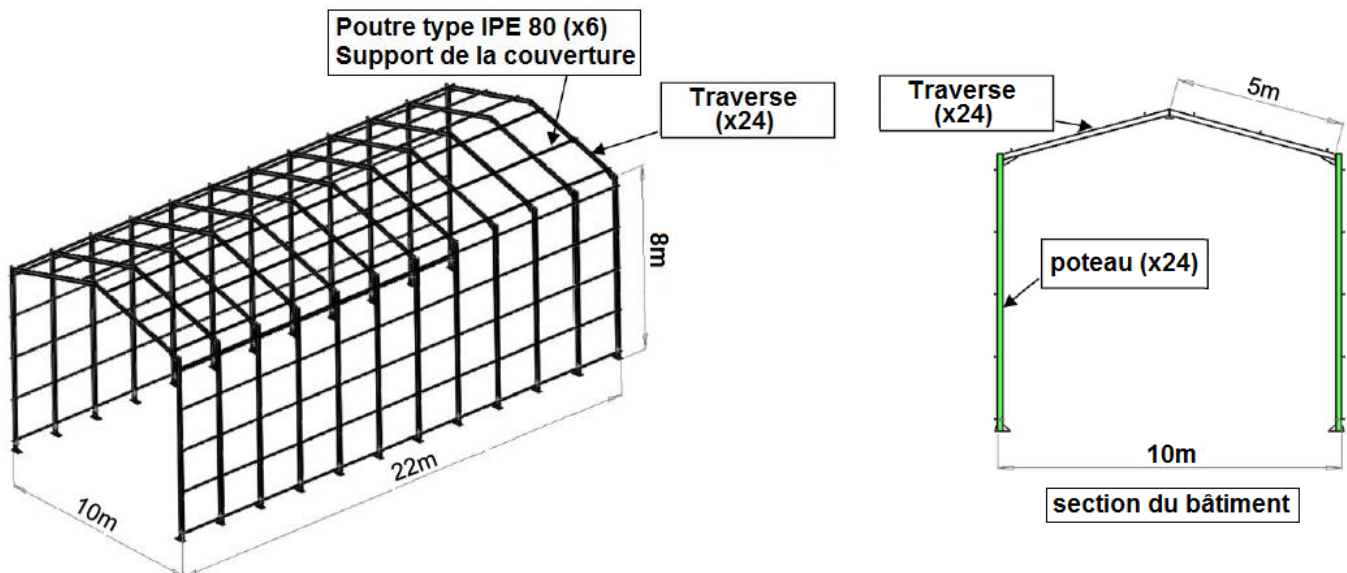 Poutre type IPE 80 (x6)
Support de la couverture
Traverse
(x24)
8m
22m
10m
Traverse
(x24)
5m
poteau (x24)
10m
section du bâtiment